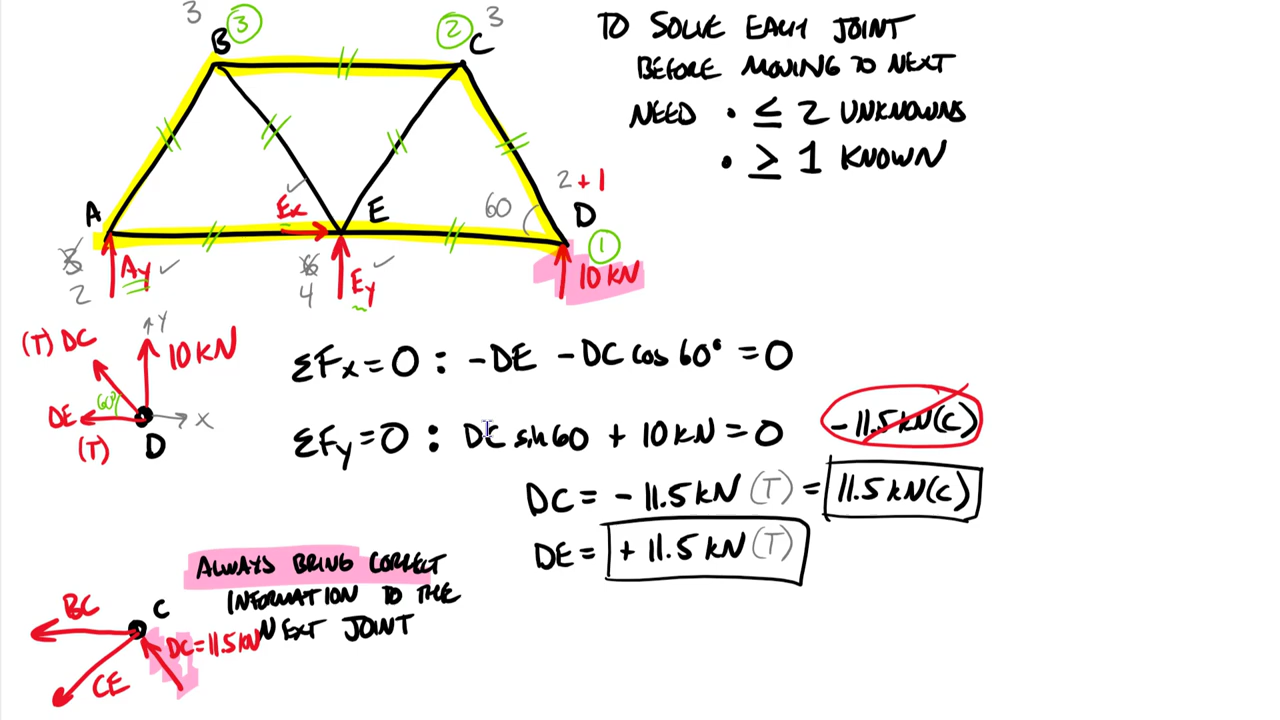 3 ③ ② 3
B C
TO SOLVE EACH JOINT
BEFORE MOVING TO NEXT
NEED • ≤ 2 UNKNOWNS
• ≥ 1 KNOWN
2 + 1
A Ex E 60 D
①
3 Ay ✓ 6 Ey ✓ 10 KN
2 4
(T) DC Y 10 KN
60°
DE X
(T) D
ΣFx = 0 : -DE - DC cos 60° = 0
ΣFy = 0 : DC sin 60 + 10 KN = 0
-11.5 KN (C)
DC = - 11.5 KN (T) = 11.5 KN (C)
DE = + 11.5 KN (T)
ALWAYS BRING CORRECT
INFORMATION TO THE
NEXT JOINT
BC C
DC = 11.5 KN
CE